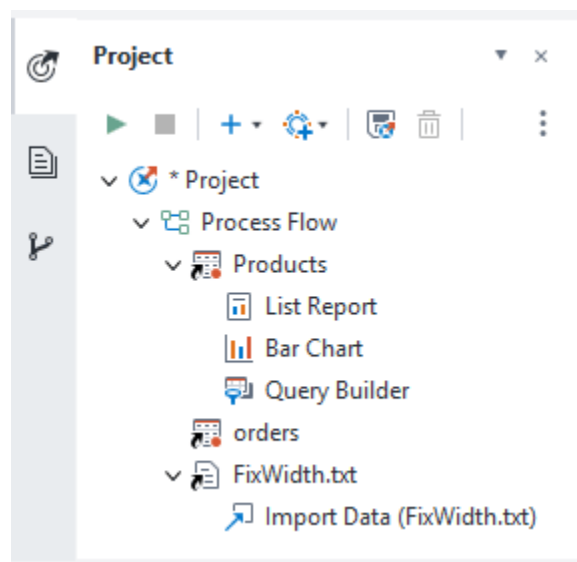 Project
* Project
Process Flow
Products
List Report
Bar Chart
Query Builder
orders
FixWidth.txt
Import Data (FixWidth.txt)